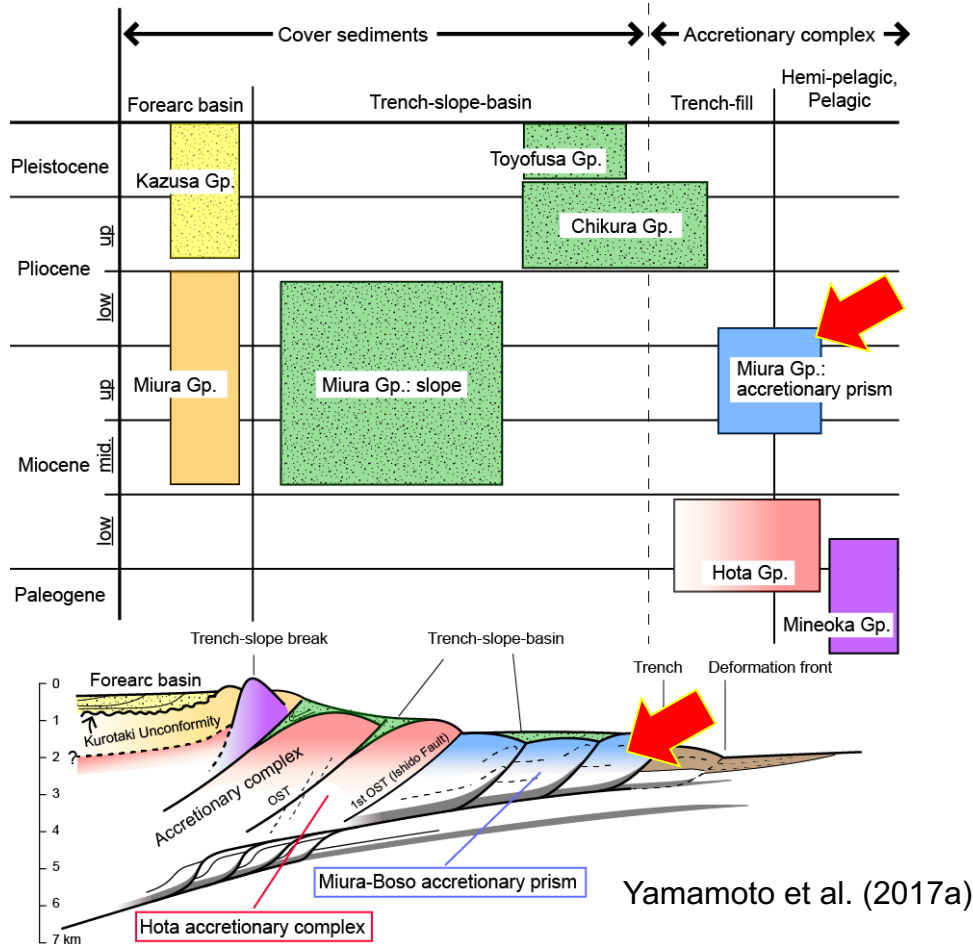 Cover sediments
Accretionary complex
Forearc basin
Trench-slope-basin
Trench-fill
Hemi-pelagic,
Pelagic
Pleistocene
Kazusa Gp.
Toyofusa Gp.
up
Chikura Gp.
Pliocene
low
Miura Gp.
Miura Gp.: slope
up
Miura Gp.:
accretionary prism
Miocene
mid.
low
Hota Gp.
Paleogene
Mineoka Gp.
Trench-slope break
Trench-slope-basin
Trench
Deformation front
0
Forearc basin
1
Kurotaki Unconformity
2
?
3
Accretionary complex
OST
1st OST (Ishido Fault)
4
5
Miura-Boso accretionary prism
Yamamoto et al. (2017a)
6
Hota accretionary complex
7 km